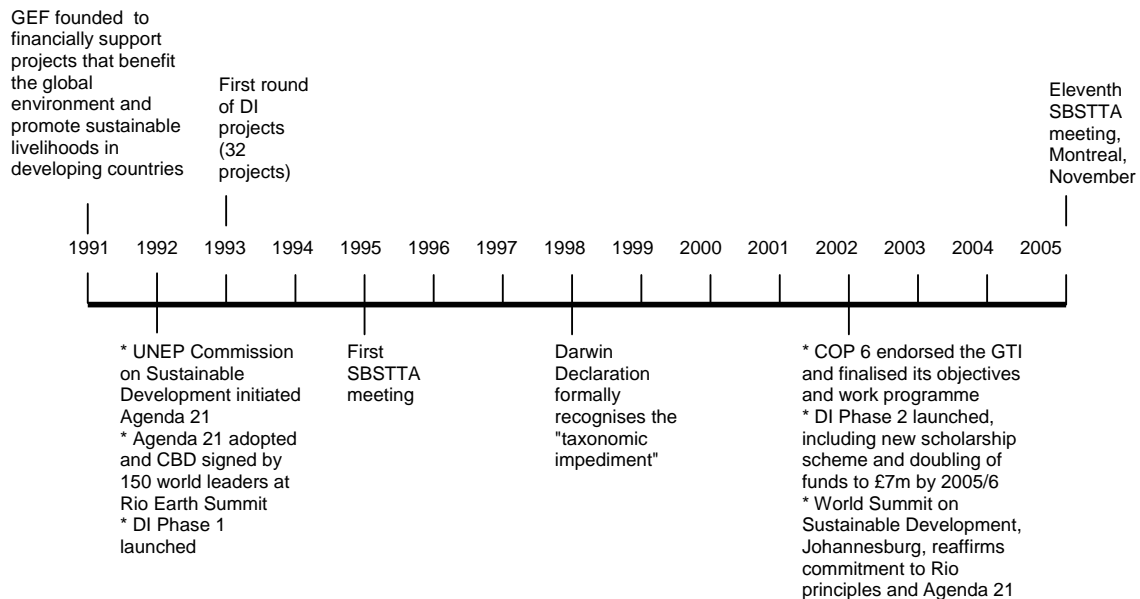 GEF founded to
financially support
projects that benefit
the global
environment and
promote sustainable
livelihoods in
developing countries
First round
of DI
projects
(32
projects)
Eleventh
SBSTTA
meeting,
Montreal,
November
1991 1992 1993 1994 1995 1996 1997 1998 1999 2000 2001 2002 2003 2004 2005
* UNEP Commission
on Sustainable
Development initiated
Agenda 21
* Agenda 21 adopted
and CBD signed by
150 world leaders at
Rio Earth Summit
* DI Phase 1
launched
First
SBSTTA
meeting
Darwin
Declaration
formally
recognises the
"taxonomic
impediment"
* COP 6 endorsed the GTI
and finalised its objectives
and work programme
* DI Phase 2 launched,
including new scholarship
scheme and doubling of
funds to £7m by 2005/6
* World Summit on
Sustainable Development,
Johannesburg, reaffirms
commitment to Rio
principles and Agenda 21